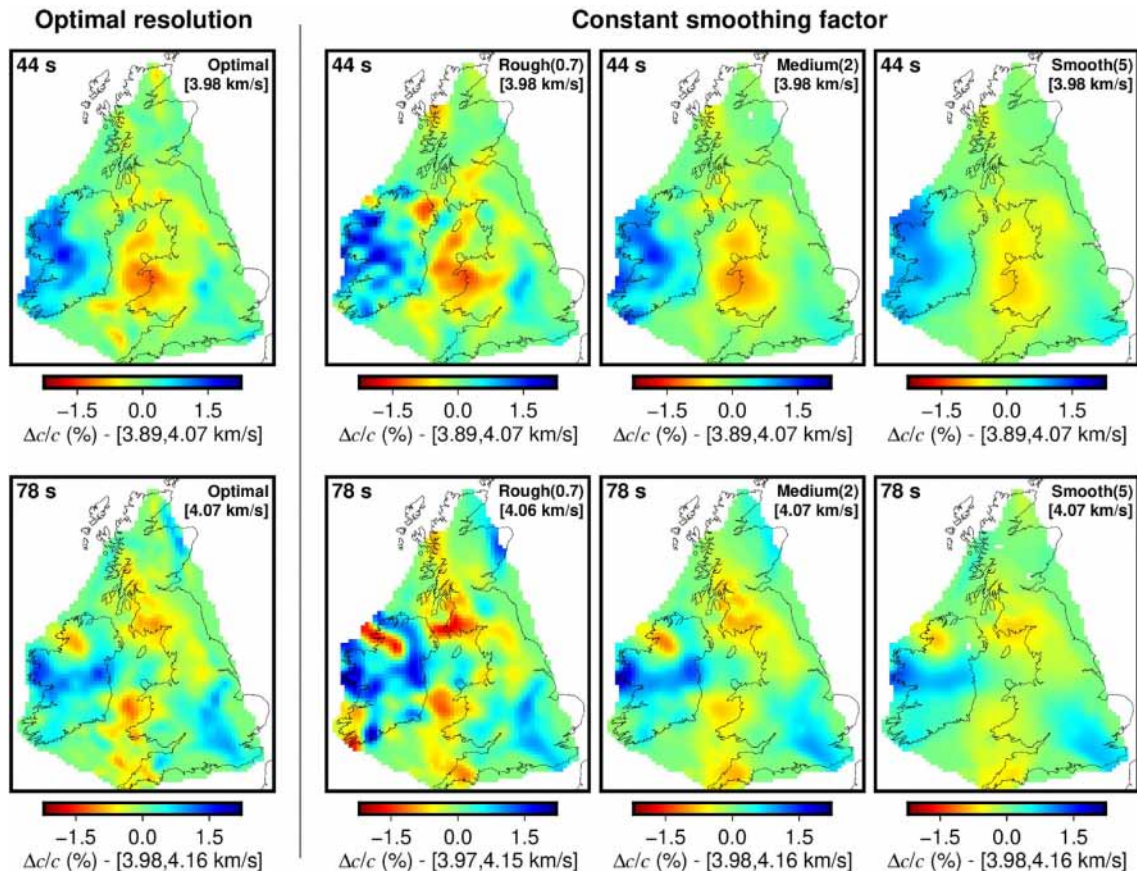 Optimal resolution
Constant smoothing factor
44 s
Optimal
[3.98 km/s]
44 s
Rough(0.7)
[3.98 km/s]
44 s
Medium(2)
[3.98 km/s]
44 s
Smooth(5)
[3.98 km/s]
−1.5 0.0 1.5
Δc/c (%) - [3.89,4.07 km/s]
−1.5 0.0 1.5
Δc/c (%) - [3.89,4.07 km/s]
−1.5 0.0 1.5
Δc/c (%) - [3.89,4.07 km/s]
−1.5 0.0 1.5
Δc/c (%) - [3.89,4.07 km/s]
78 s
Optimal
[4.07 km/s]
78 s
Rough(0.7)
[4.06 km/s]
78 s
Medium(2)
[4.07 km/s]
78 s
Smooth(5)
[4.07 km/s]
−1.5 0.0 1.5
Δc/c (%) - [3.98,4.16 km/s]
−1.5 0.0 1.5
Δc/c (%) - [3.97,4.15 km/s]
−1.5 0.0 1.5
Δc/c (%) - [3.98,4.16 km/s]
−1.5 0.0 1.5
Δc/c (%) - [3.98,4.16 km/s]